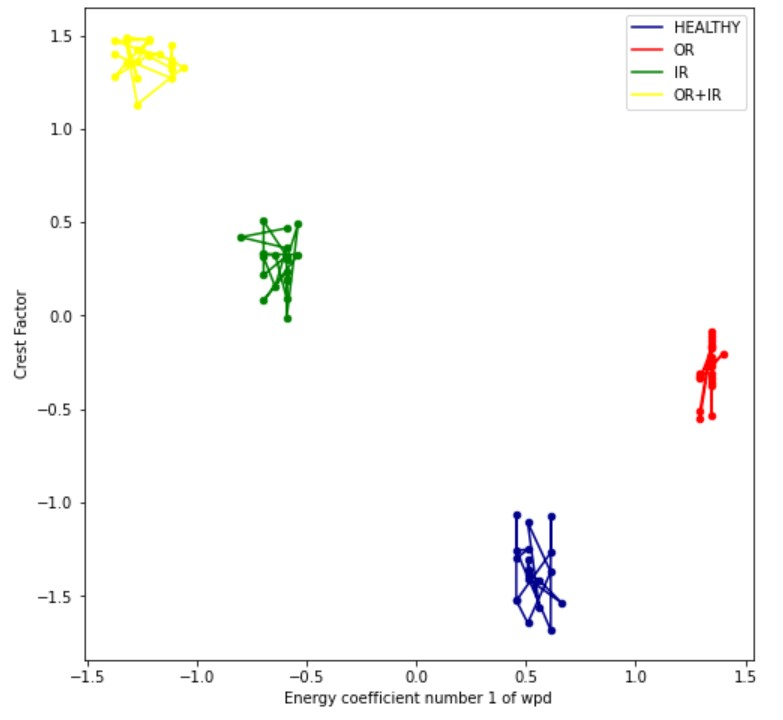 HEALTHY
OR
IR
OR+IR
1.5
1.0
0.5
0.0
−0.5
−1.0
−1.5
Crest Factor
−1.5 −1.0 −0.5 0.0 0.5 1.0 1.5
Energy coefficient number 1 of wpd